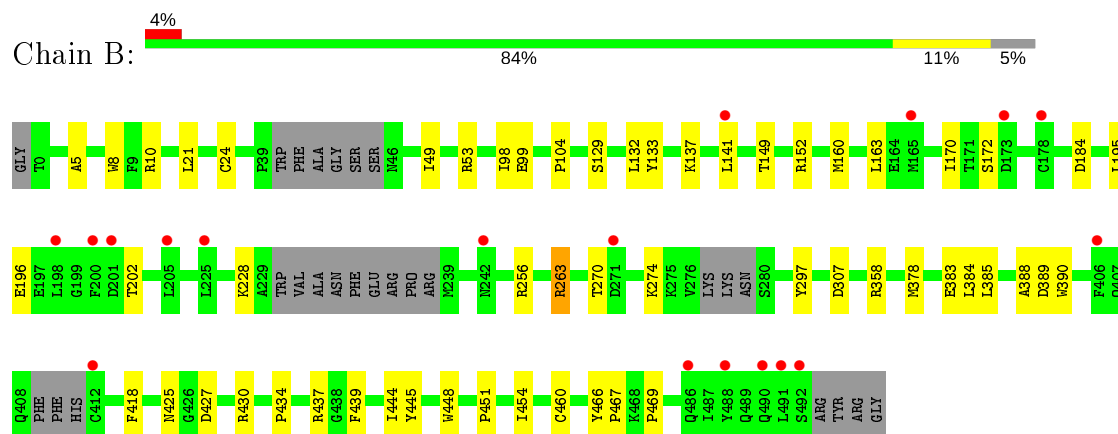 4%
Chain B:
84% 11% 5%
GLY T0 A5 W8 F9 R10 L21 C24 P39 TRP PHE ALA GLY SER SER N46 I49 R53 I98 E99 P104 S129 L132 Y133 K137 L141 T149 R152 M160 L163 E164 M165 I170 T171 S172 D173 C178 D184
E196 E197 L198 G199 F200 D201 T202 L205 L225 K228 A229 TRP VAL ALA ASN PHE GLU ARG PRO ARG M239 N242 R256 R263 T270 D271 K274 K275 V276 LYS LYS ASN S280 Y297 D307 R358 M378 E383 L384 L385 A388 D389 W390 F406
Q408 PHE PHE HIS C412 F418 N425 G426 D427 R430 P434 R437 G438 F439 I444 Y445 W448 P451 I454 C460 Y466 P467 K468 P469 Q486 I487 Y488 Q489 Q490 L491 S492 ARG TYR ARG GLY